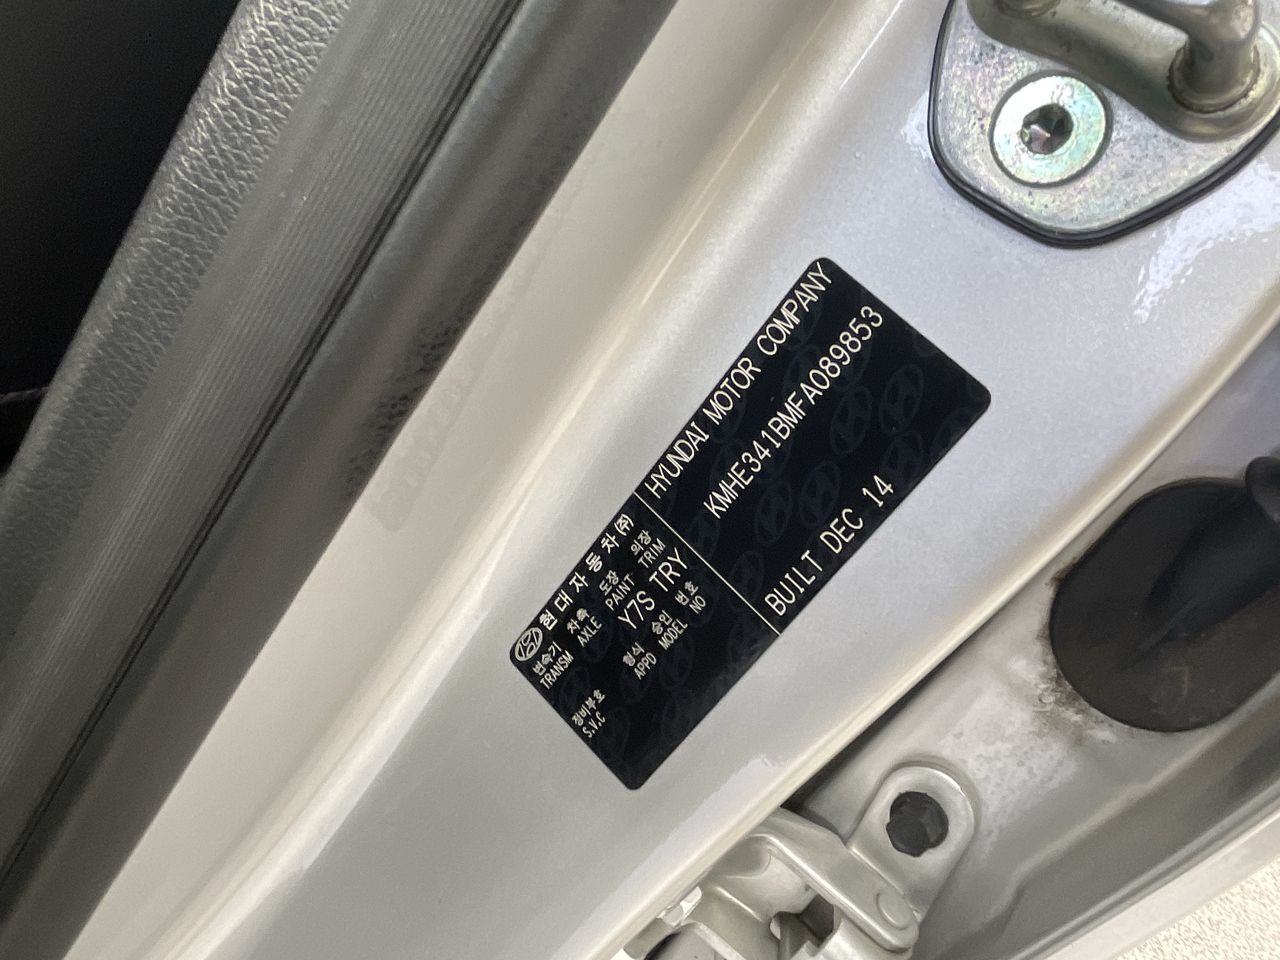 현대자동차(주)
HYUNDAI MOTOR COMPANY
변속기 차축 도장 의장
TRANSM AXLE PAINT TRIM
Y7S TRY
KMHE341BMFA089853
형식 승인 번호
APPD MODEL NO
장비부호
S.V.C
BUILT DEC 14